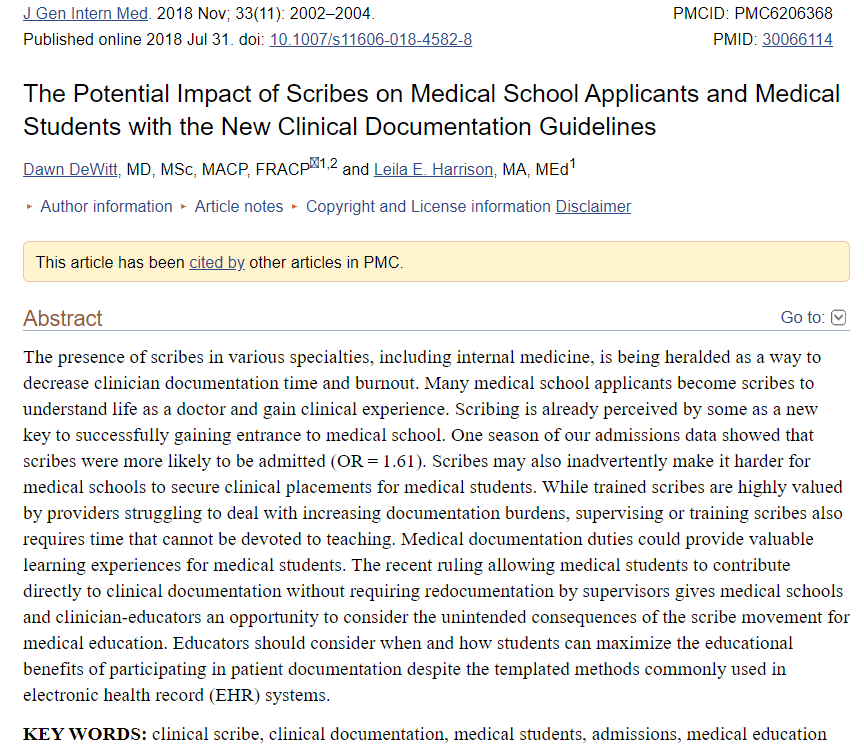 J Gen Intern Med. 2018 Nov; 33(11): 2002–2004.
PMCID: PMC6206368
Published online 2018 Jul 31. doi: 10.1007/s11606-018-4582-8
PMID: 30066114
The Potential Impact of Scribes on Medical School Applicants and Medical
Students with the New Clinical Documentation Guidelines
Dawn DeWitt, MD, MSc, MACP, FRACP1,2 and Leila E. Harrison, MA, MEd1
▸ Author information ▸ Article notes ▸ Copyright and License information Disclaimer
This article has been cited by other articles in PMC.
Abstract
Go to:
The presence of scribes in various specialties, including internal medicine, is being heralded as a way to
decrease clinician documentation time and burnout. Many medical school applicants become scribes to
understand life as a doctor and gain clinical experience. Scribing is already perceived by some as a new
key to successfully gaining entrance to medical school. One season of our admissions data showed that
scribes were more likely to be admitted (OR = 1.61). Scribes may also inadvertently make it harder for
medical schools to secure clinical placements for medical students. While trained scribes are highly valued
by providers struggling to deal with increasing documentation burdens, supervising or training scribes also
requires time that cannot be devoted to teaching. Medical documentation duties could provide valuable
learning experiences for medical students. The recent ruling allowing medical students to contribute
directly to clinical documentation without requiring redocumentation by supervisors gives medical schools
and clinician-educators an opportunity to consider the unintended consequences of the scribe movement for
medical education. Educators should consider when and how students can maximize the educational
benefits of participating in patient documentation despite the templated methods commonly used in
electronic health record (EHR) systems.
KEY WORDS: clinical scribe, clinical documentation, medical students, admissions, medical education